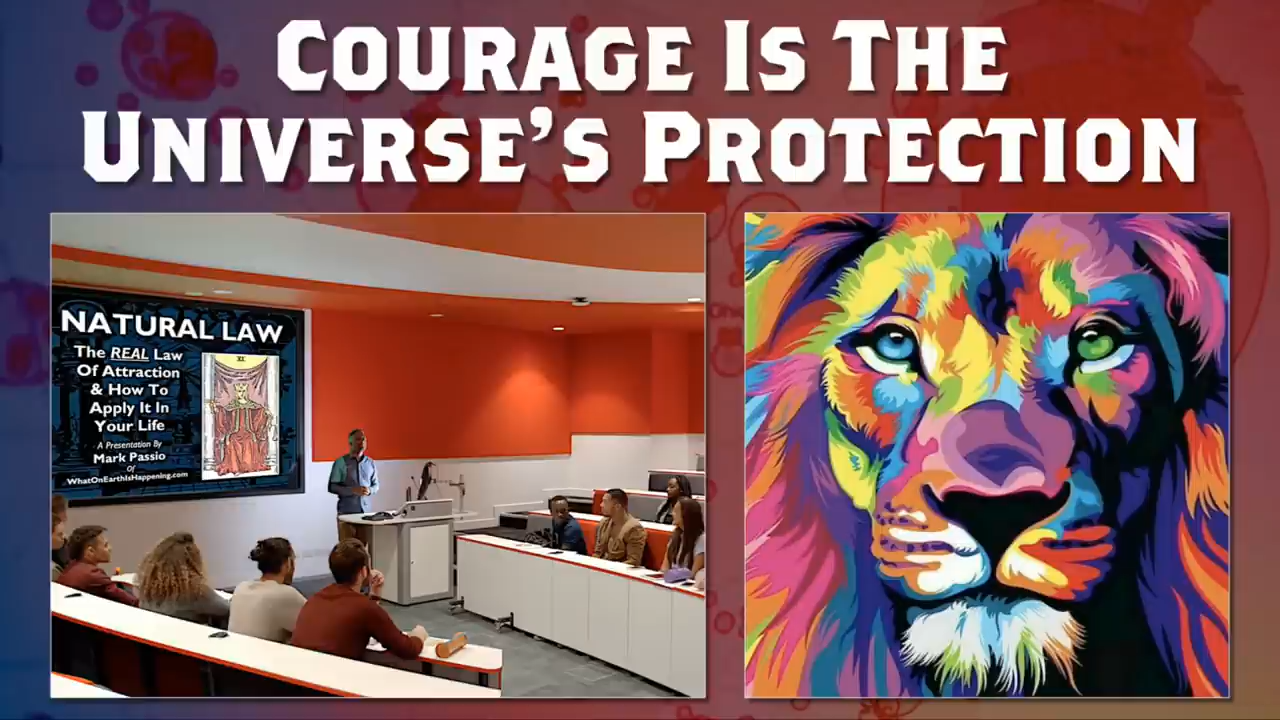 COURAGE IS THE
UNIVERSE'S PROTECTION
NATURAL LAW
The REAL Law
Of Attraction
& How To
Apply It In
Your Life
A Presentation By
Mark Passio
Of
WhatOnEarthIsHappening.com
XI